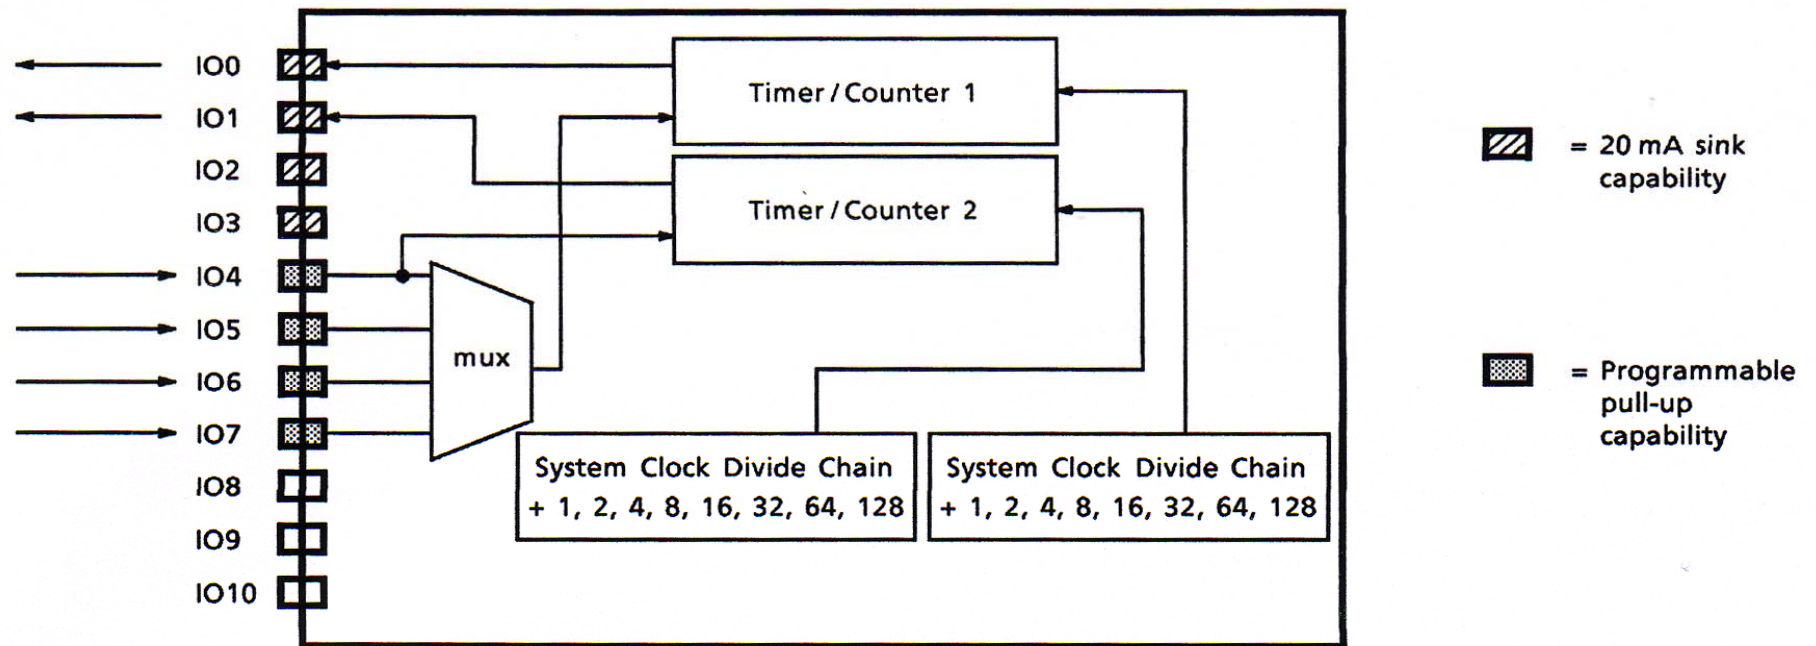 IO0
IO1
IO2
IO3
IO4
IO5
IO6
IO7
IO8
IO9
IO10
Timer / Counter 1
Timer / Counter 2
mux
System Clock Divide Chain
+ 1, 2, 4, 8, 16, 32, 64, 128
System Clock Divide Chain
+ 1, 2, 4, 8, 16, 32, 64, 128
= 20 mA sink
capability
= Programmable
pull-up
capability